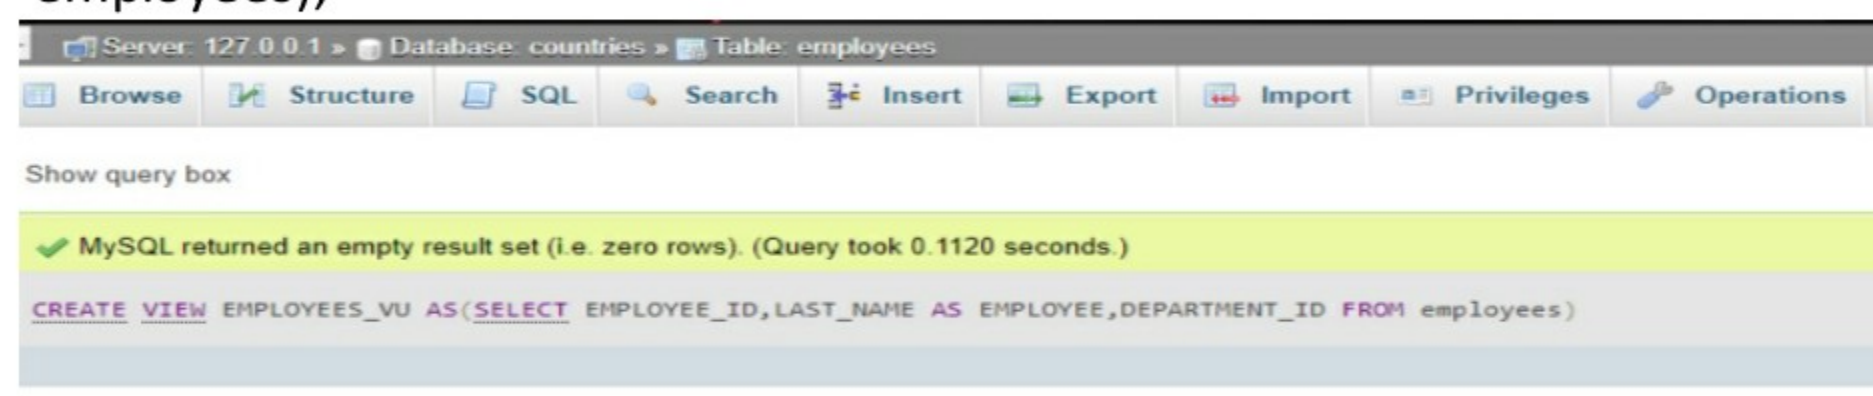 employees))
Server: 127.0.0.1 » Database: countries » Table: employees
Browse Structure SQL Search Insert Export Import Privileges Operations
Show query box
MySQL returned an empty result set (i.e. zero rows). (Query took 0.1120 seconds.)
CREATE VIEW EMPLOYEES_VU AS(SELECT EMPLOYEE_ID,LAST_NAME AS EMPLOYEE,DEPARTMENT_ID FROM employees)